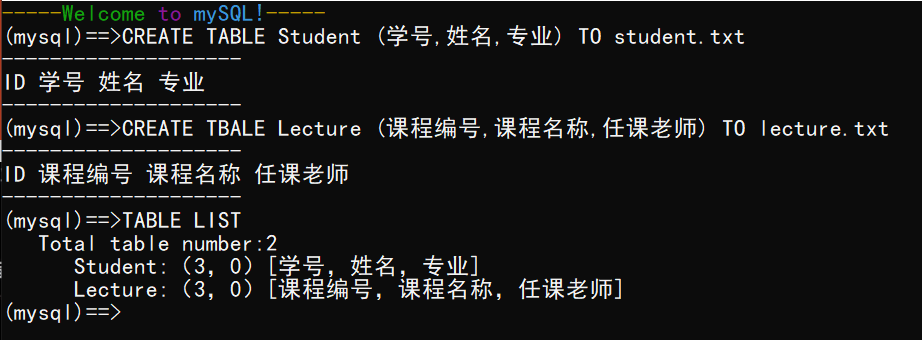 -----Welcome to mySQL!-----
(mysql)==>CREATE TABLE Student (学号,姓名,专业) TO student.txt
--------------------
ID 学号 姓名 专业
--------------------
(mysql)==>CREATE TBALE Lecture (课程编号,课程名称,任课老师) TO lecture.txt
--------------------
ID 课程编号 课程名称 任课老师
--------------------
(mysql)==>TABLE LIST
Total table number:2
Student: (3, 0) [学号, 姓名, 专业]
Lecture: (3, 0) [课程编号, 课程名称, 任课老师]
(mysql)==>